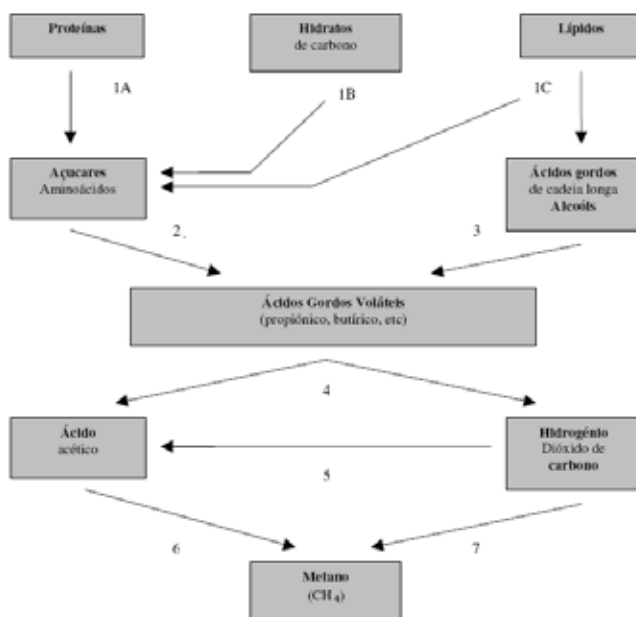 Proteínas
Hidratos
de carbono
Lípidos
1A
1B
1C
Açucares
Aminoácidos
Ácidos gordos
de cadeia longa
Alcoóis
2.
3
Ácidos Gordos Voláteis
(propiónico, butírico, etc)
4
Ácido
acético
Hidrogénio
Dióxido de
carbono
5
6
7
Metano
(CH4)